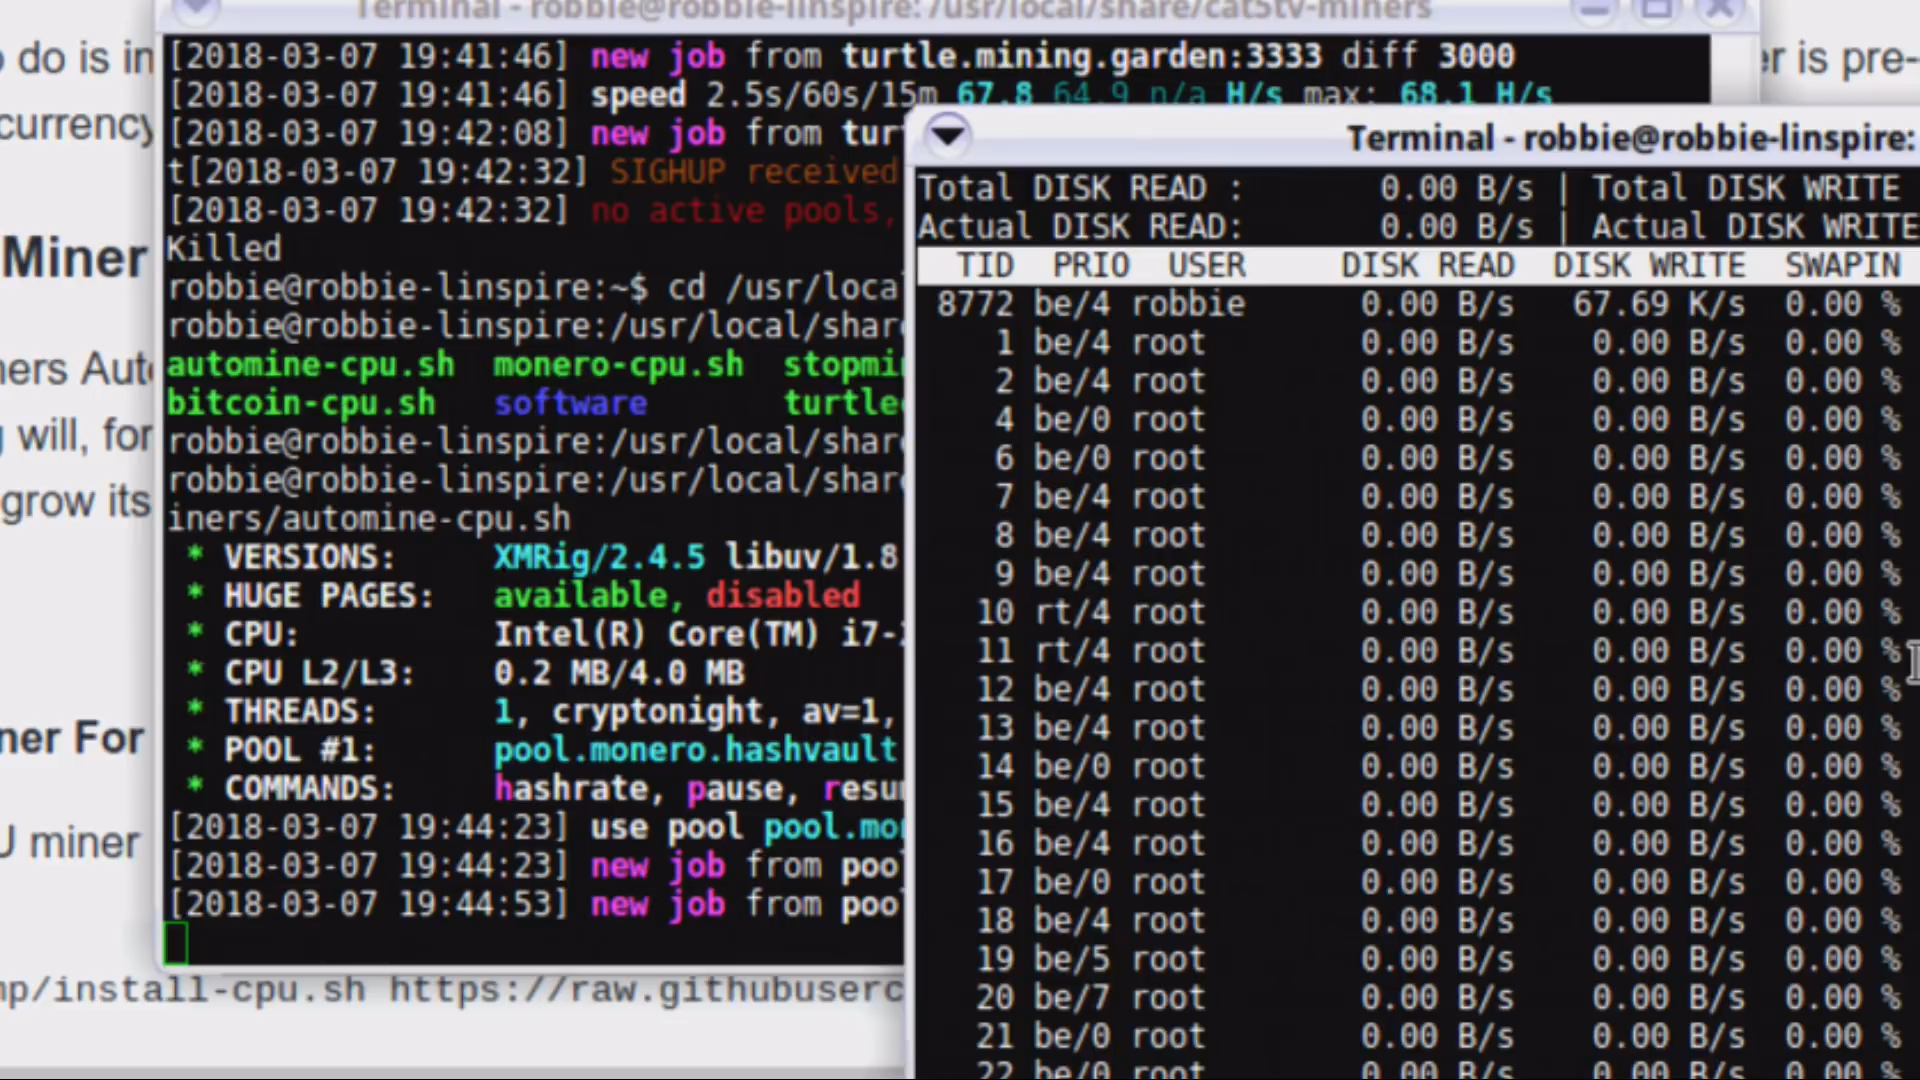 Terminal - robbie@robbie-linspire: /usr/local/share/cat5tv-miners
[2018-03-07 19:41:46] new job from turtle.mining.garden:3333 diff 3000
[2018-03-07 19:41:46] speed 2.5s/60s/15m 67.8 64.9 n/a H/s max: 68.1 H/s
[2018-03-07 19:42:08] new job from tur
t[2018-03-07 19:42:32] SIGHUP received
[2018-03-07 19:42:32] no active pools,
Killed
robbie@robbie-linspire:~$ cd /usr/loca
robbie@robbie-linspire:/usr/local/shar
automine-cpu.sh monero-cpu.sh stopmi
bitcoin-cpu.sh software turtle
robbie@robbie-linspire:/usr/local/shar
robbie@robbie-linspire:/usr/local/shar
iners/automine-cpu.sh
* VERSIONS: XMRig/2.4.5 libuv/1.8
* HUGE PAGES: available, disabled
* CPU: Intel(R) Core(TM) i7-
* CPU L2/L3: 0.2 MB/4.0 MB
* THREADS: 1, cryptonight, av=1,
* POOL #1: pool.monero.hashvault
* COMMANDS: hashrate, pause, resu
[2018-03-07 19:44:23] use pool pool.mo
[2018-03-07 19:44:23] new job from poo
[2018-03-07 19:44:53] new job from poo
Terminal - robbie@robbie-linspire:
Total DISK READ : 0.00 B/s | Total DISK WRITE
Actual DISK READ: 0.00 B/s | Actual DISK WRITE
TID PRIO USER DISK READ DISK WRITE SWAPIN
8772 be/4 robbie 0.00 B/s 67.69 K/s 0.00 %
1 be/4 root 0.00 B/s 0.00 B/s 0.00 %
2 be/4 root 0.00 B/s 0.00 B/s 0.00 %
4 be/0 root 0.00 B/s 0.00 B/s 0.00 %
6 be/0 root 0.00 B/s 0.00 B/s 0.00 %
7 be/4 root 0.00 B/s 0.00 B/s 0.00 %
8 be/4 root 0.00 B/s 0.00 B/s 0.00 %
9 be/4 root 0.00 B/s 0.00 B/s 0.00 %
10 rt/4 root 0.00 B/s 0.00 B/s 0.00 %
11 rt/4 root 0.00 B/s 0.00 B/s 0.00 %
12 be/4 root 0.00 B/s 0.00 B/s 0.00 %
13 be/4 root 0.00 B/s 0.00 B/s 0.00 %
14 be/0 root 0.00 B/s 0.00 B/s 0.00 %
15 be/4 root 0.00 B/s 0.00 B/s 0.00 %
16 be/4 root 0.00 B/s 0.00 B/s 0.00 %
17 be/0 root 0.00 B/s 0.00 B/s 0.00 %
18 be/4 root 0.00 B/s 0.00 B/s 0.00 %
19 be/5 root 0.00 B/s 0.00 B/s 0.00 %
20 be/7 root 0.00 B/s 0.00 B/s 0.00 %
21 be/0 root 0.00 B/s 0.00 B/s 0.00 %
22 be/0 root 0.00 B/s 0.00 B/s 0.00 %
o do is in
er is pre-
currency
Miner
ners Aut
g will, for
grow its
ner For
U miner
mp/install-cpu.sh https://raw.githubuserc